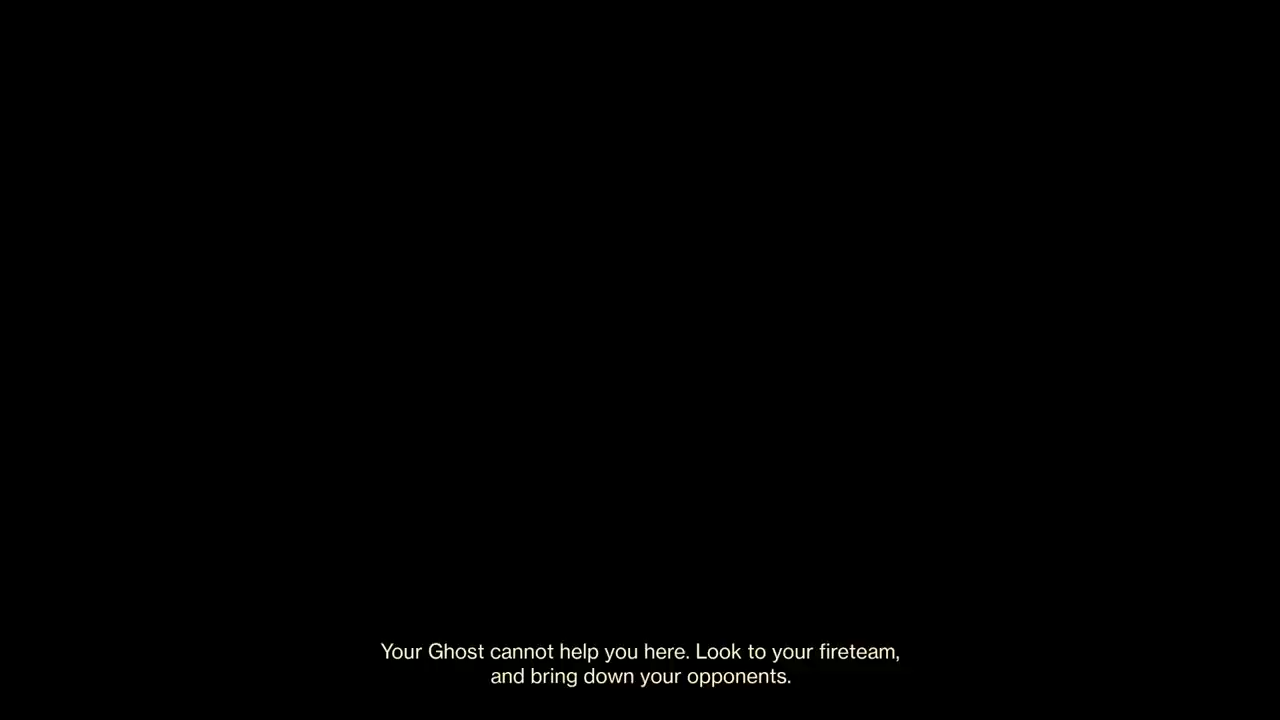 Your Ghost cannot help you here. Look to your fireteam,
and bring down your opponents.